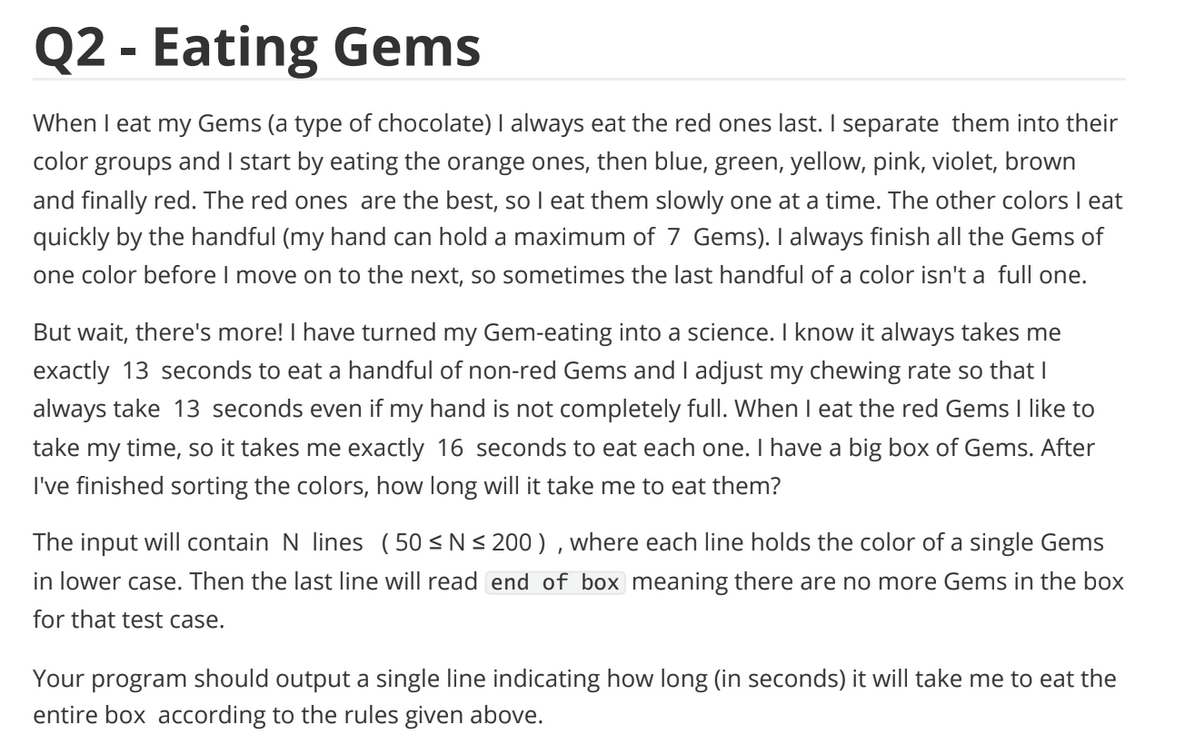 Q2 - Eating Gems
When I eat my Gems (a type of chocolate) I always eat the red ones last. I separate them into their
color groups and I start by eating the orange ones, then blue, green, yellow, pink, violet, brown
and finally red. The red ones are the best, so I eat them slowly one at a time. The other colors I eat
quickly by the handful (my hand can hold a maximum of 7 Gems). I always finish all the Gems of
one color before I move on to the next, so sometimes the last handful of a color isn't a full one.
But wait, there's more! I have turned my Gem-eating into a science. I know it always takes me
exactly 13 seconds to eat a handful of non-red Gems and I adjust my chewing rate so that I
always take 13 seconds even if my hand is not completely full. When I eat the red Gems I like to
take my time, so it takes me exactly 16 seconds to eat each one. I have a big box of Gems. After
I've finished sorting the colors, how long will it take me to eat them?
The input will contain N lines ( 50 ≤ N ≤ 200 ) , where each line holds the color of a single Gems
in lower case. Then the last line will read end of box meaning there are no more Gems in the box
for that test case.
Your program should output a single line indicating how long (in seconds) it will take me to eat the
entire box according to the rules given above.